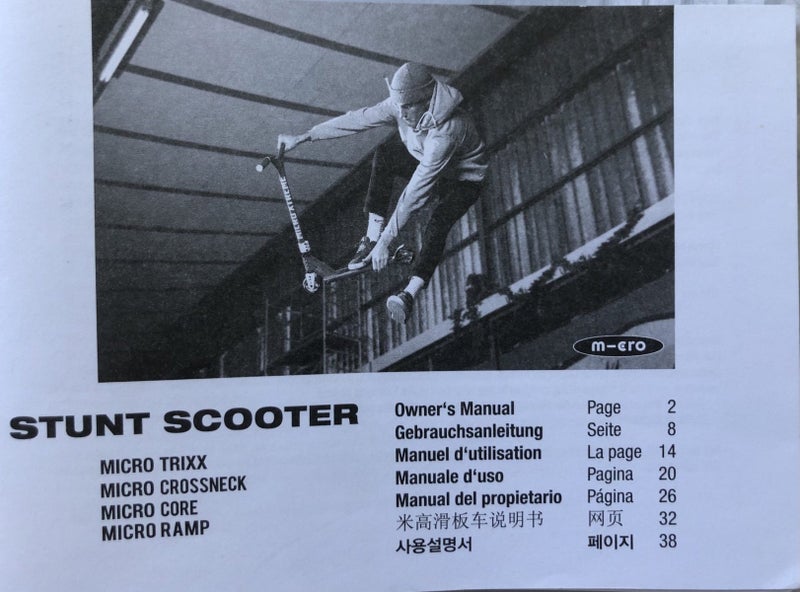 MICRO XTREME
m-cro
STUNT SCOOTER
MICRO TRIXX
MICRO CROSSNECK
MICRO CORE
MICRO RAMP
Owner's Manual Page 2
Gebrauchsanleitung Seite 8
Manuel d'utilisation La page 14
Manuale d'uso Pagina 20
Manual del propietario Página 26
米高滑板车说明书 网页 32
사용설명서 페이지 38